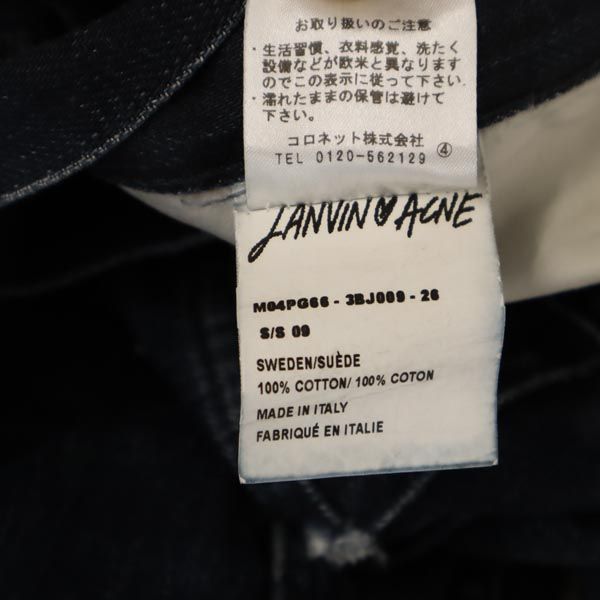 お取り扱いのご注意
・生活習慣、衣料感覚、洗たく
設備などが欧米と異なります
のでこの表示に従って下さい。
・濡れたままの保管は避けて
下さい。
コロネット株式会社
TEL 0120-562129 ④
LANVIN♥ACNE
M04PG66 - 3BJ009 - 26
S/S 09
SWEDEN/SUÈDE
100% COTTON/ 100% COTON
MADE IN ITALY
FABRIQUÉ EN ITALIE